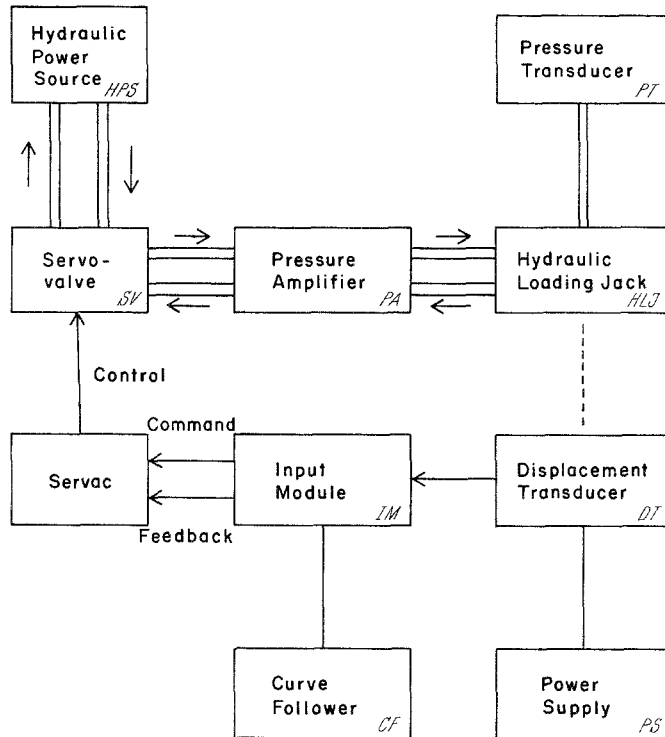 Hydraulic
Power
Source
HPS
Pressure
Transducer
PT
Servo-
valve
SV
Pressure
Amplifier
PA
Hydraulic
Loading Jack
HLJ
Control
Command
Servac
Input
Module
IM
Displacement
Transducer
DT
Feedback
Curve
Follower
CF
Power
Supply
PS